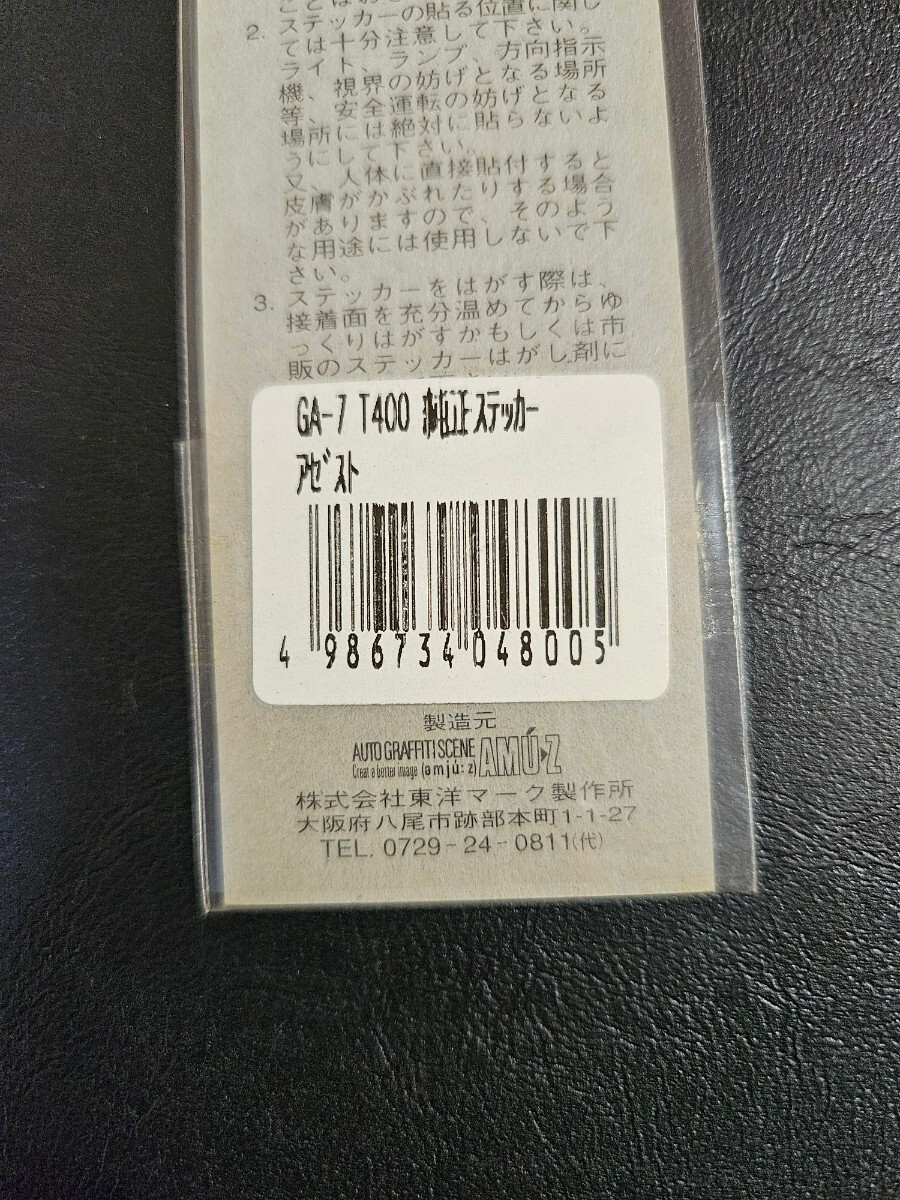 2. ステッカーの貼る位置に関し
ては十分注意して下さい。
ライト、ランプ、方向指示
機、視界の妨げとなる場所
等、安全運転の妨げとなる
場所には絶対に貼らないよ
うにして下さい。
又、人体に直接貼付すると
皮膚がかぶれたりする場合
がありますので、そのよう
な用途には使用しないで下
さい。
3. ステッカーをはがす際は、
接着面を充分温めてからゆ
っくりはがすかもしくは市
販のステッカーはがし剤に
GA-7 T400 純正ステッカー
アゼスト
4 986734 048005
製造元
AUTO GRAFFITI SCENE AMÚZ
Creat a better image (əmjú:z)
株式会社東洋マーク製作所
大阪府八尾市跡部本町1-1-27
TEL. 0729-24-0811(代)